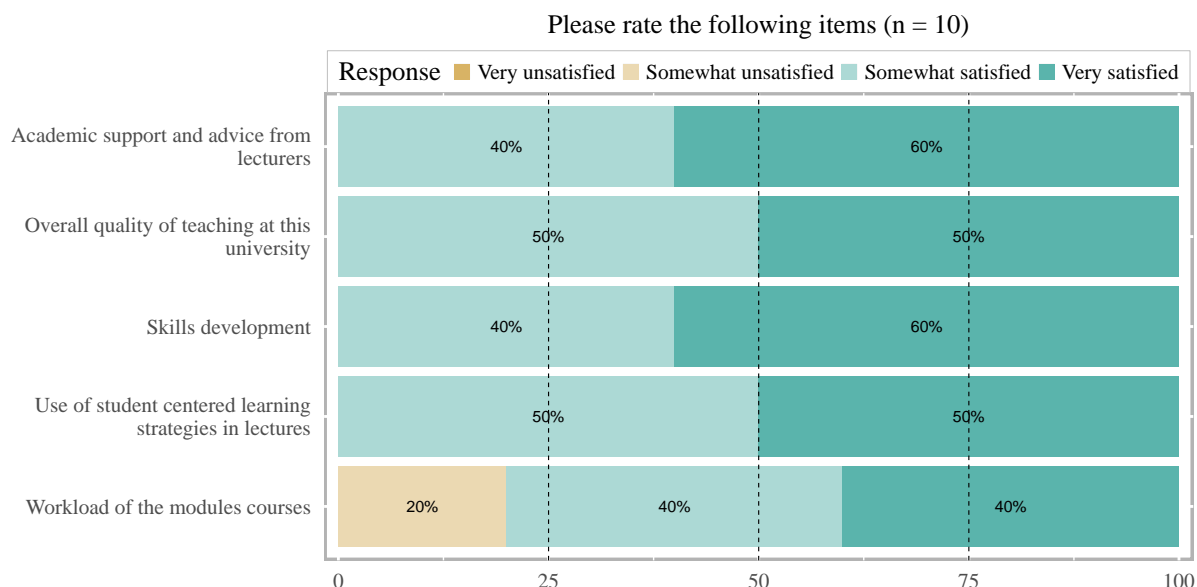 Please rate the following items (n = 10)
Response Very unsatisfied Somewhat unsatisfied Somewhat satisfied Very satisfied
Academic support and advice from
lecturers
40% 60%
Overall quality of teaching at this
university
50% 50%
Skills development
40% 60%
Use of student centered learning
strategies in lectures
50% 50%
Workload of the modules courses
20% 40% 40%
0 25 50 75 100